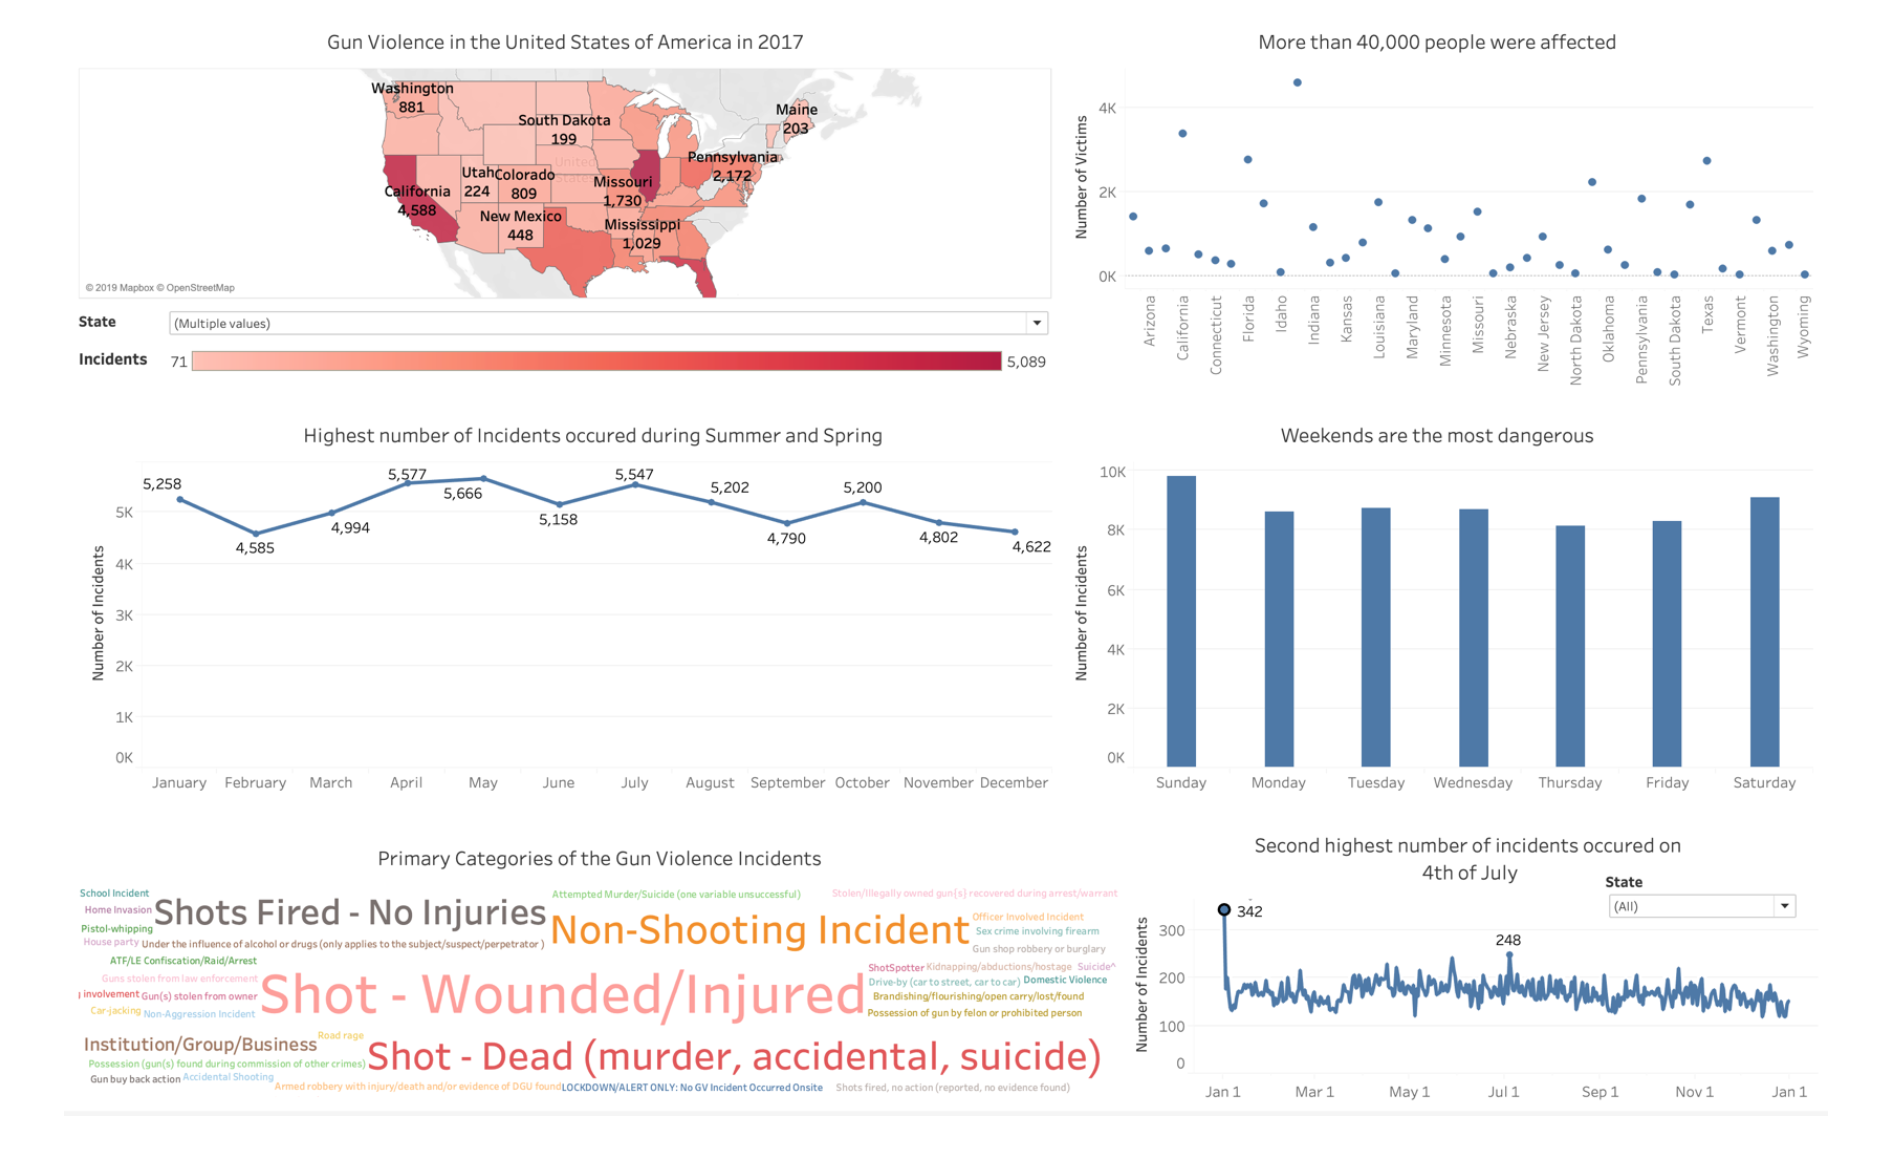 Gun Violence in the United States of America in 2017
Washington
881
South Dakota
199
Maine
203
United
States
Pennsylvania
2,172
Utah
224
Colorado
809
California
4,588
Missouri
1,730
New Mexico
448
Mississippi
1,029
© 2019 Mapbox © OpenStreetMap
State
(Multiple values)
Incidents
71
5,089
More than 40,000 people were affected
Number of Victims
4K
2K
0K
Arizona
California
Connecticut
Florida
Idaho
Indiana
Kansas
Louisiana
Maryland
Minnesota
Missouri
Nebraska
New Jersey
North Dakota
Oklahoma
Pennsylvania
South Dakota
Texas
Vermont
Washington
Wyoming
Highest number of Incidents occured during Summer and Spring
Number of Incidents
5K
4K
3K
2K
1K
0K
5,258
4,585
4,994
5,577
5,666
5,158
5,547
5,202
4,790
5,200
4,802
4,622
January February March April May June July August September October November December
Weekends are the most dangerous
Number of Incidents
10K
8K
6K
4K
2K
0K
Sunday Monday Tuesday Wednesday Thursday Friday Saturday
Primary Categories of the Gun Violence Incidents
School Incident
Home Invasion
Pistol-whipping
House party
Shots Fired - No Injuries
Attempted Murder/Suicide (one variable unsuccessful)
Stolen/Illegally owned gun{s} recovered during arrest/warrant
Non-Shooting Incident
Officer Involved Incident
Sex crime involving firearm
Gun shop robbery or burglary
Under the influence of alcohol or drugs (only applies to the subject/suspect/perpetrator )
ATF/LE Confiscation/Raid/Arrest
Guns stolen from law enforcement
involvement
Gun(s) stolen from owner
Car-jacking
Non-Aggression Incident
Shot - Wounded/Injured
ShotSpotter
Kidnapping/abductions/hostage
Suicide^
Drive-by (car to street, car to car)
Domestic Violence
Brandishing/flourishing/open carry/lost/found
Possession of gun by felon or prohibited person
Institution/Group/Business
Road rage
Possession (gun(s) found during commission of other crimes)
Shot - Dead (murder, accidental, suicide)
Gun buy back action
Accidental Shooting
Armed robbery with injury/death and/or evidence of DGU found
LOCKDOWN/ALERT ONLY: No GV Incident Occurred Onsite
Shots fired, no action (reported, no evidence found)
Second highest number of incidents occured on
4th of July
State
(All)
Number of Incidents
300
200
100
0
342
248
Jan 1 Mar 1 May 1 Jul 1 Sep 1 Nov 1 Jan 1